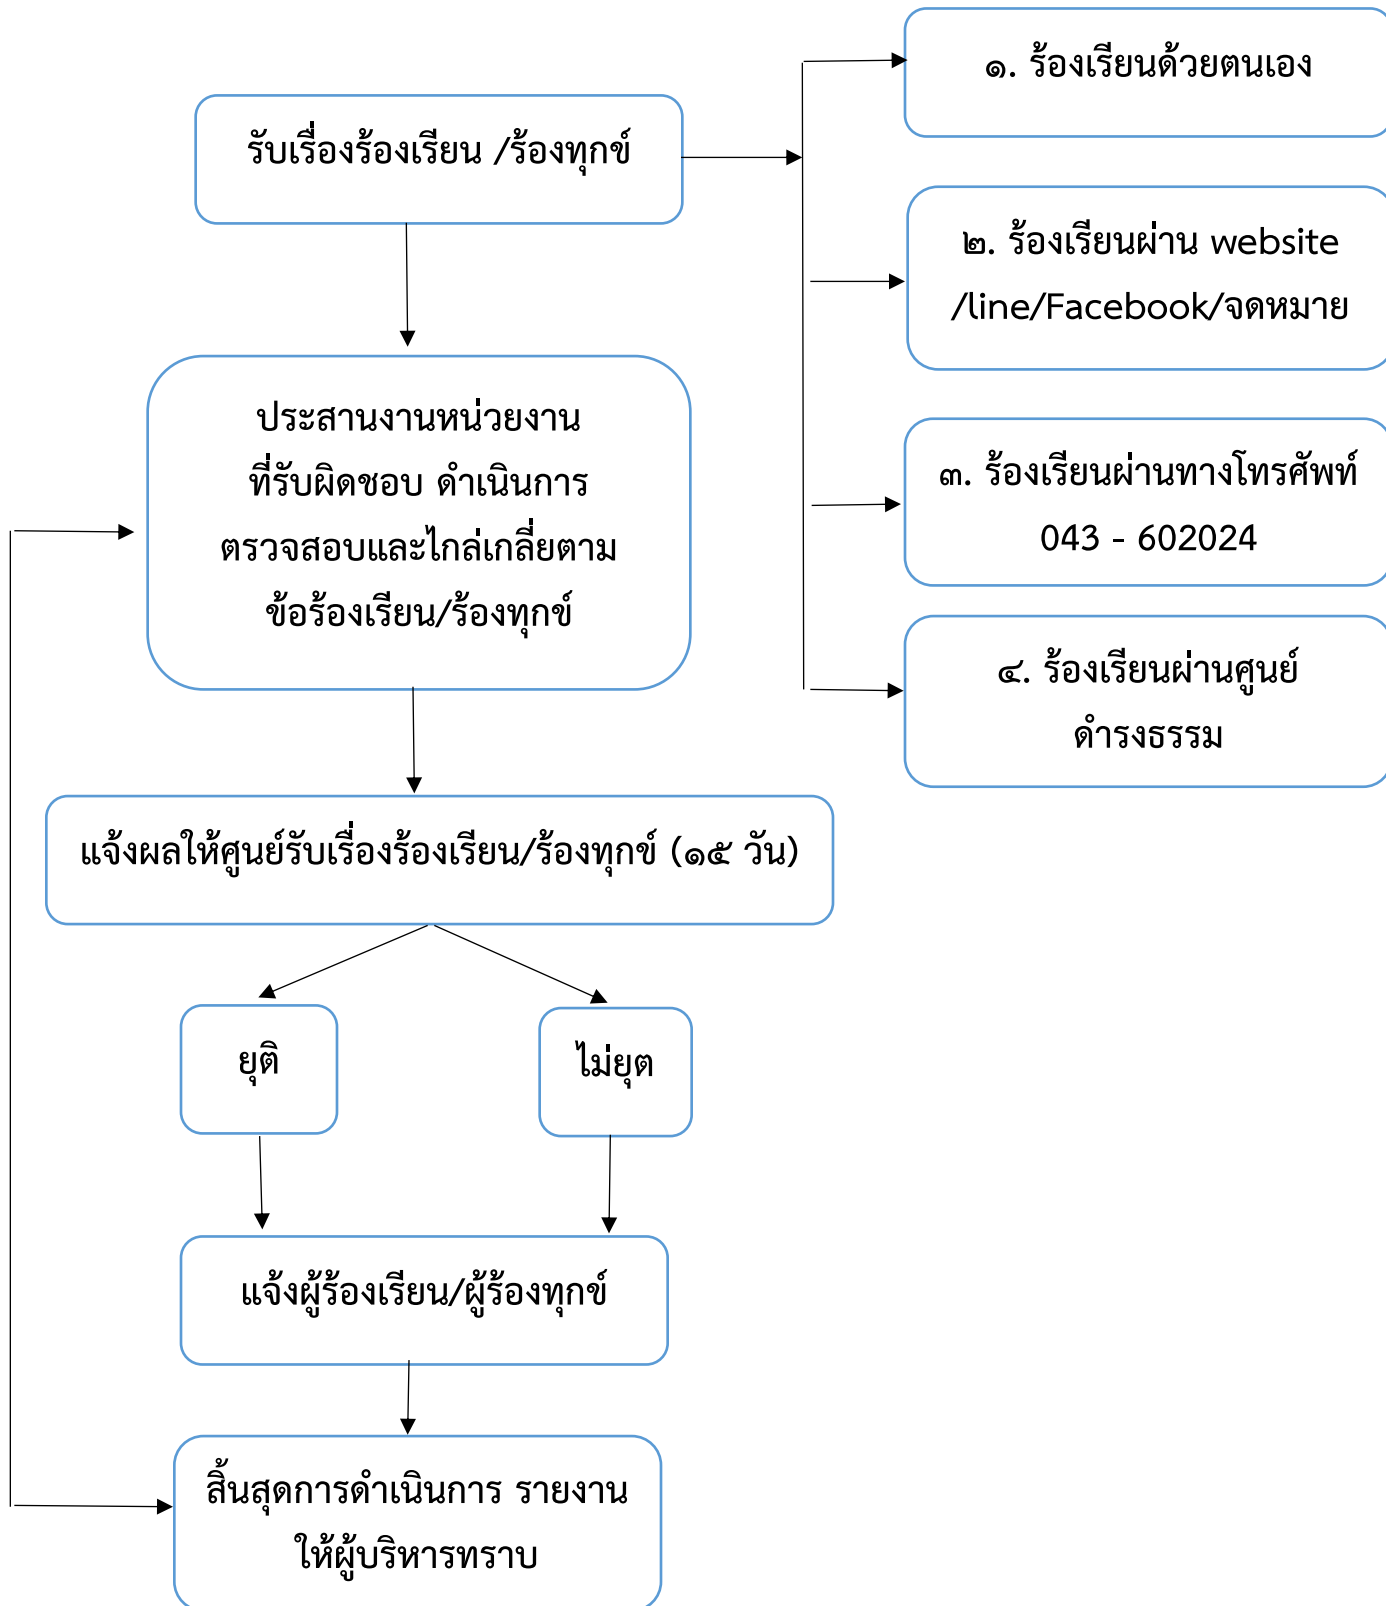 รับเรื่องร้องเรียน /ร้องทุกข์
๑. ร้องเรียนด้วยตนเอง
๒. ร้องเรียนผ่าน website
/line/Facebook/จดหมาย
๓. ร้องเรียนผ่านทางโทรศัพท์
043 - 602024
๔. ร้องเรียนผ่านศูนย์
ดำรงธรรม
ประสานงานหน่วยงาน
ที่รับผิดชอบ ดำเนินการ
ตรวจสอบและไกล่เกลี่ยตาม
ข้อร้องเรียน/ร้องทุกข์
แจ้งผลให้ศูนย์รับเรื่องร้องเรียน/ร้องทุกข์ (๑๕ วัน)
ยุติ
ไม่ยุต
แจ้งผู้ร้องเรียน/ผู้ร้องทุกข์
สิ้นสุดการดำเนินการ รายงาน
ให้ผู้บริหารทราบ